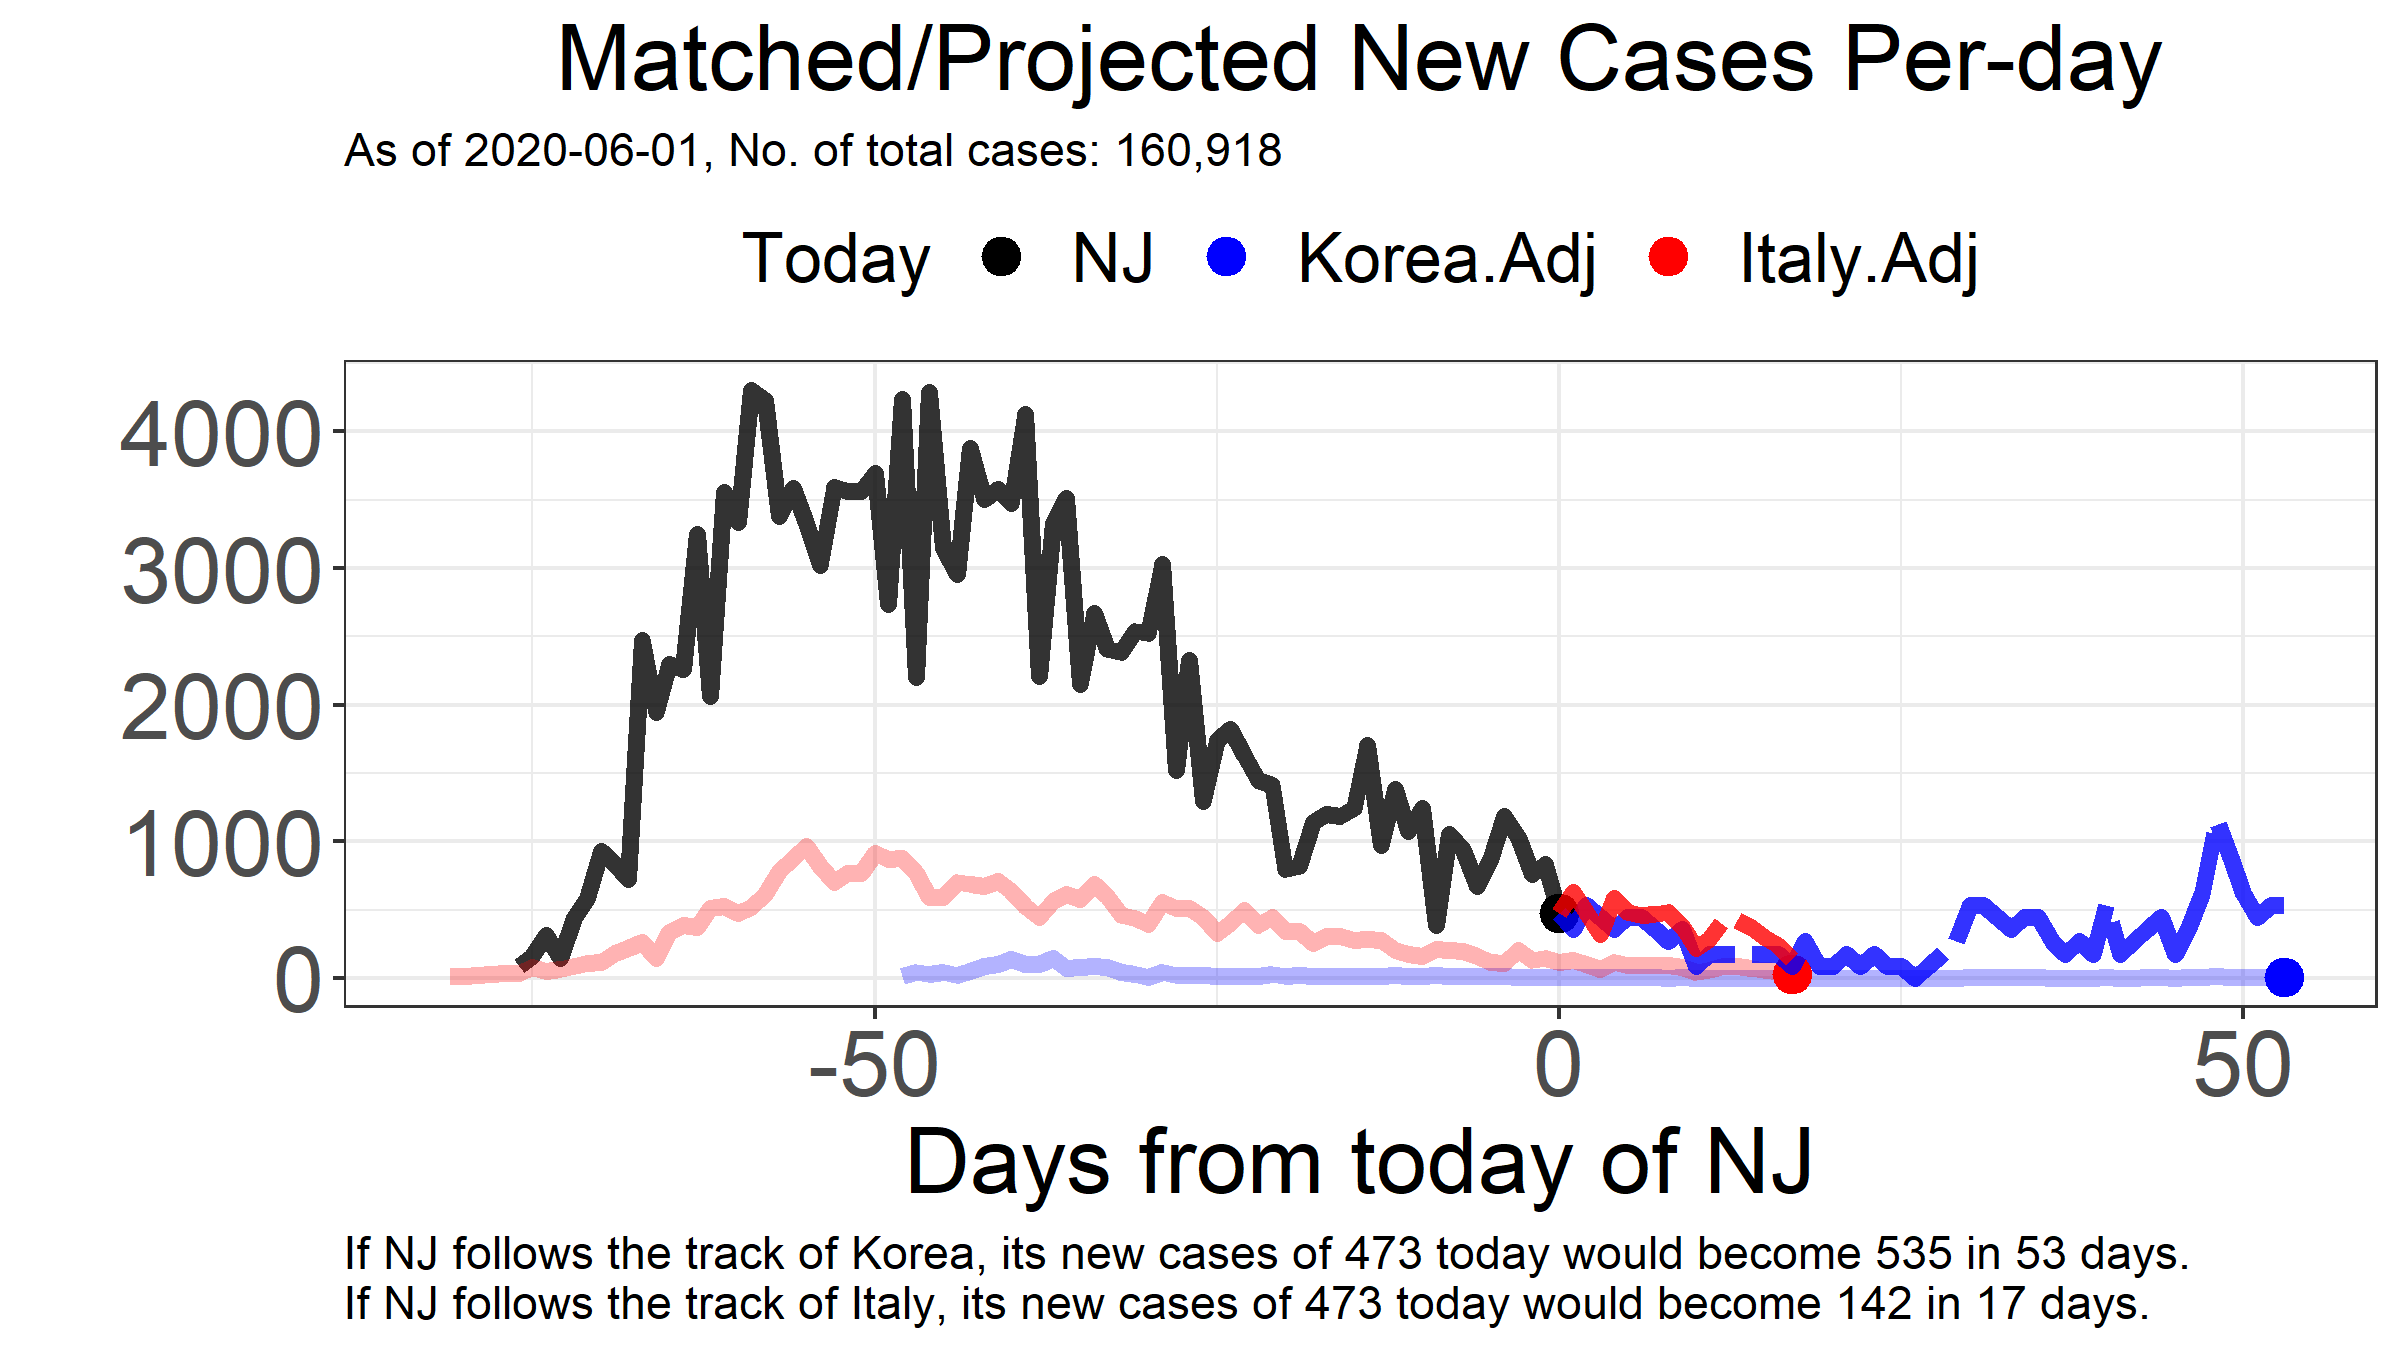 Matched/Projected New Cases Per-day
As of 2020-06-01, No. of total cases: 160,918
Today NJ Korea.Adj Italy.Adj
4000
3000
2000
1000
0
-50 0 50
Days from today of NJ
If NJ follows the track of Korea, its new cases of 473 today would become 535 in 53 days.
If NJ follows the track of Italy, its new cases of 473 today would become 142 in 17 days.